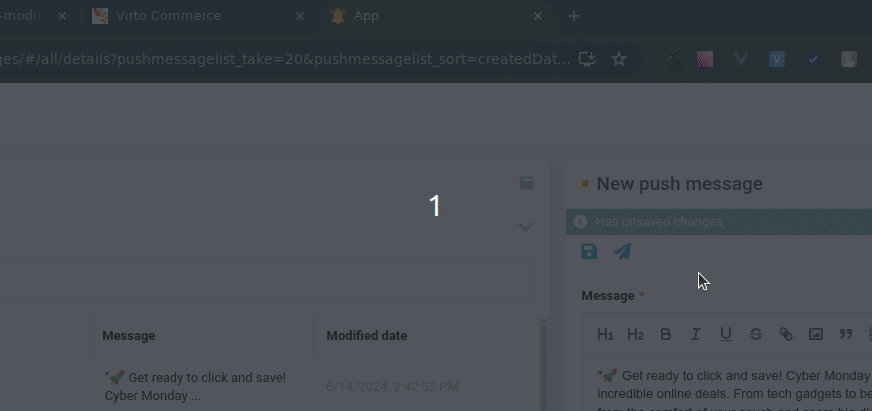 -modu
Virto Commerce
App
ges/#/all/details?pushmessagelist_take=20&pushmessagelist_sort=createdDat...
1
New push message
Has unsaved changes
Message *
H1 H2 B I U S
Message
Modified date
"🚀 Get ready to click and save!
Cyber Monday ...
6/14/2024, 2:42:52 PM
"🚀 Get ready to click and save! Cyber Monday
incredible online deals. From tech gadgets to be